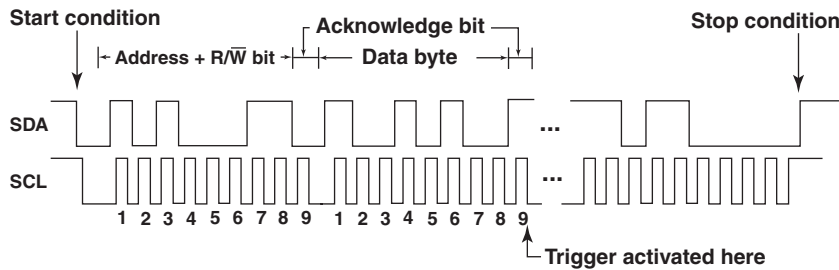 Start condition
Acknowledge bit
Stop condition
Address + R/W̅ bit
Data byte
SDA
...
SCL
...
1 2 3 4 5 6 7 8 9 1 2 3 4 5 6 7 8 9
Trigger activated here